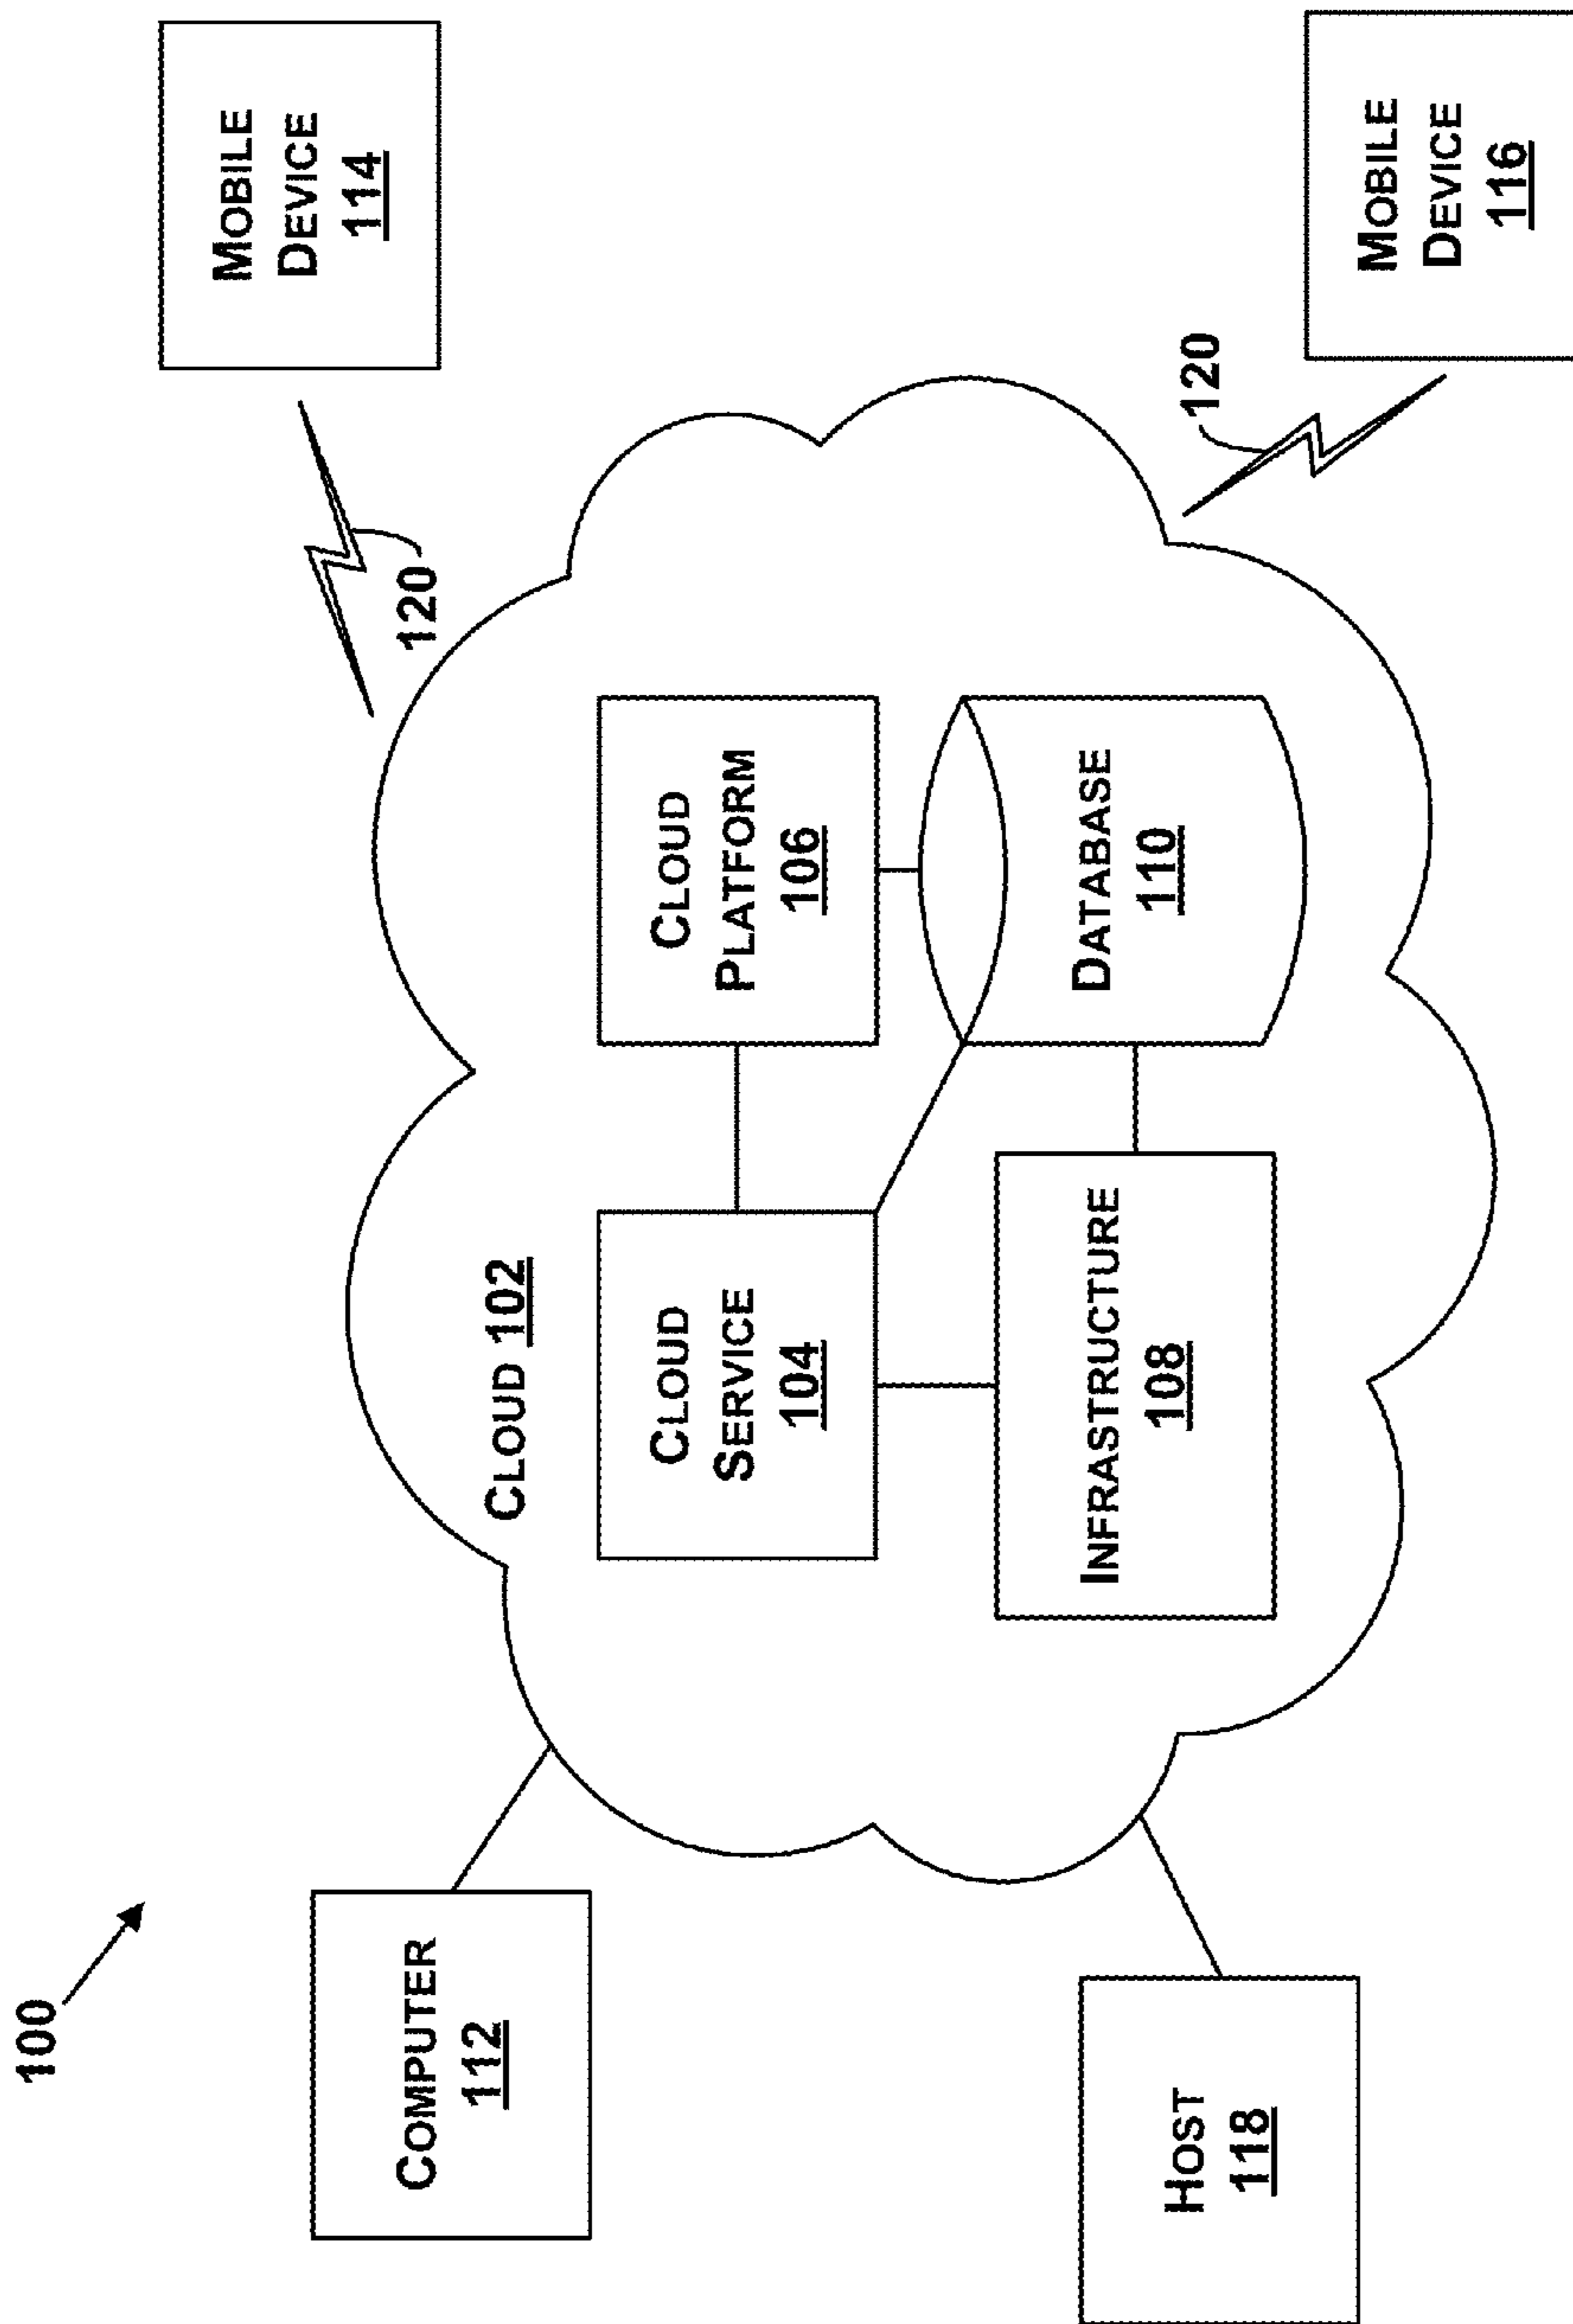 100
COMPUTER
112
HOST
118
CLOUD 102
CLOUD
SERVICE
104
INFRASTRUCTURE
108
CLOUD
PLATFORM
106
DATABASE
110
120
MOBILE
DEVICE
114
120
MOBILE
DEVICE
116